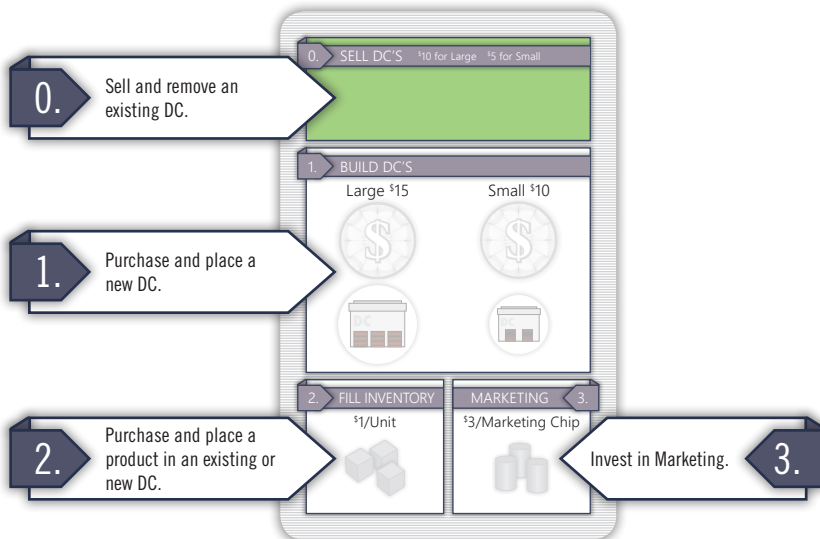 0. SELL DC'S $10 for Large $5 for Small
0. Sell and remove an
existing DC.
1. BUILD DC'S
Large $15 Small $10
$ $
1. Purchase and place a
new DC.
DC DC
2. FILL INVENTORY MARKETING 3.
$1/Unit $3/Marketing Chip
2. Purchase and place a
product in an existing or
new DC.
Invest in Marketing. 3.